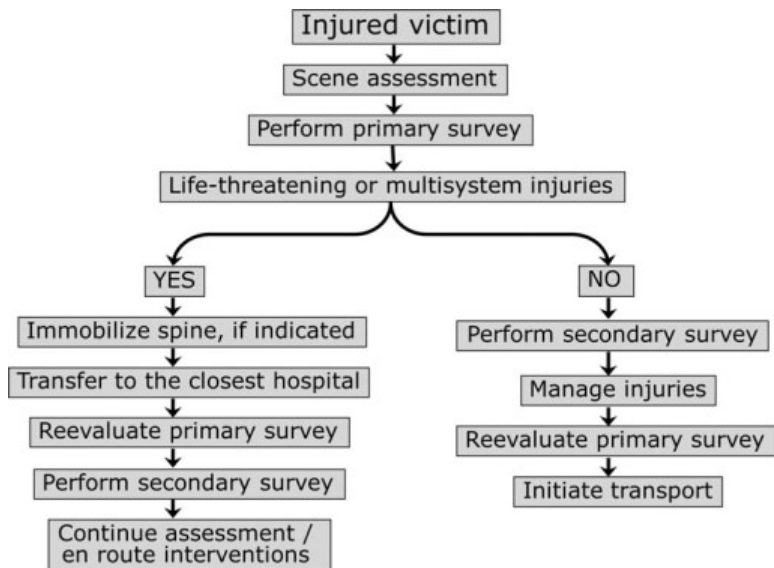 Injured victim
Scene assessment
Perform primary survey
Life-threatening or multisystem injuries
YES
Immobilize spine, if indicated
Transfer to the closest hospital
Reevaluate primary survey
Perform secondary survey
Continue assessment /
en route interventions
NO
Perform secondary survey
Manage injuries
Reevaluate primary survey
Initiate transport